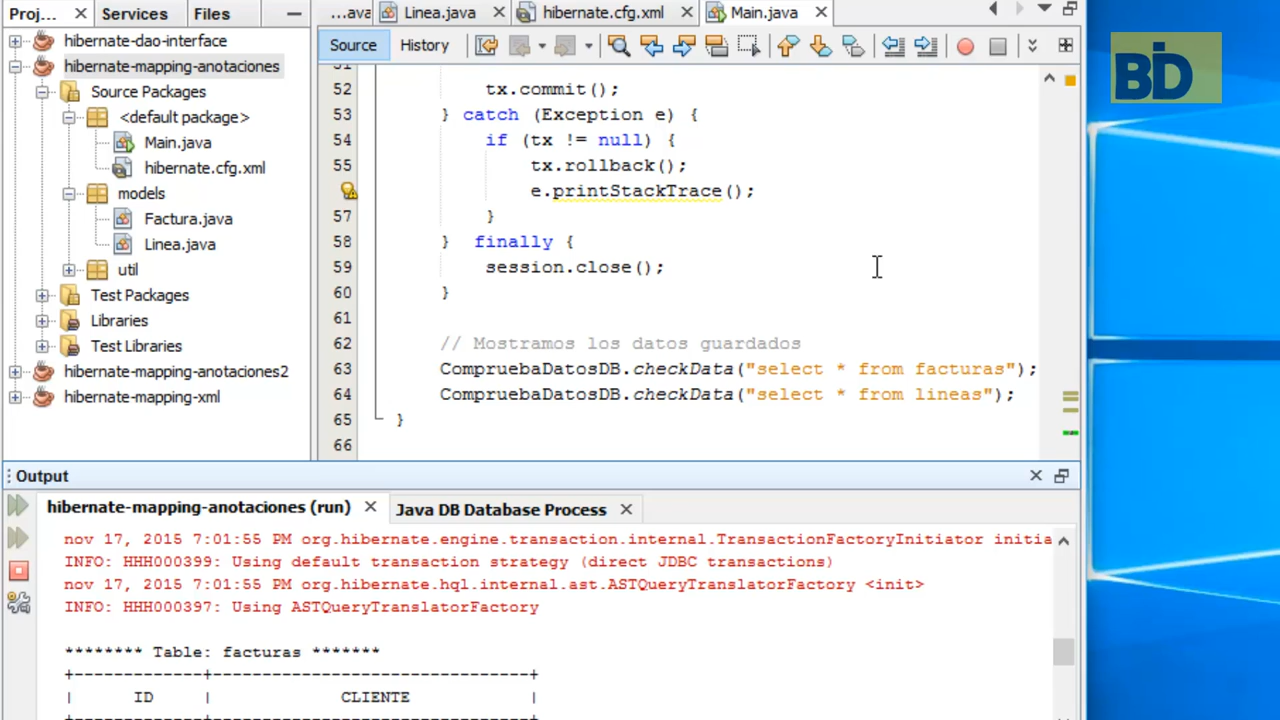 Proj... Services Files
hibernate-dao-interface
hibernate-mapping-anotaciones
Source Packages
<default package>
Main.java
hibernate.cfg.xml
models
Factura.java
Linea.java
util
Test Packages
Libraries
Test Libraries
hibernate-mapping-anotaciones2
hibernate-mapping-xml
...ava Linea.java hibernate.cfg.xml Main.java
Source History
52 tx.commit();
53 } catch (Exception e) {
54 if (tx != null) {
55 tx.rollback();
e.printStackTrace();
57 }
58 } finally {
59 session.close();
60 }
61
62 // Mostramos los datos guardados
63 CompruebaDatosDB.checkData("select * from facturas");
64 CompruebaDatosDB.checkData("select * from lineas");
65 }
66
BID
Output
hibernate-mapping-anotaciones (run) Java DB Database Process
nov 17, 2015 7:01:55 PM org.hibernate.engine.transaction.internal.TransactionFactoryInitiator initia
INFO: HHH000399: Using default transaction strategy (direct JDBC transactions)
nov 17, 2015 7:01:55 PM org.hibernate.hql.internal.ast.ASTQueryTranslatorFactory <init>
INFO: HHH000397: Using ASTQueryTranslatorFactory
******** Table: facturas *******
+-------------+--------------------------------+
| ID | CLIENTE |